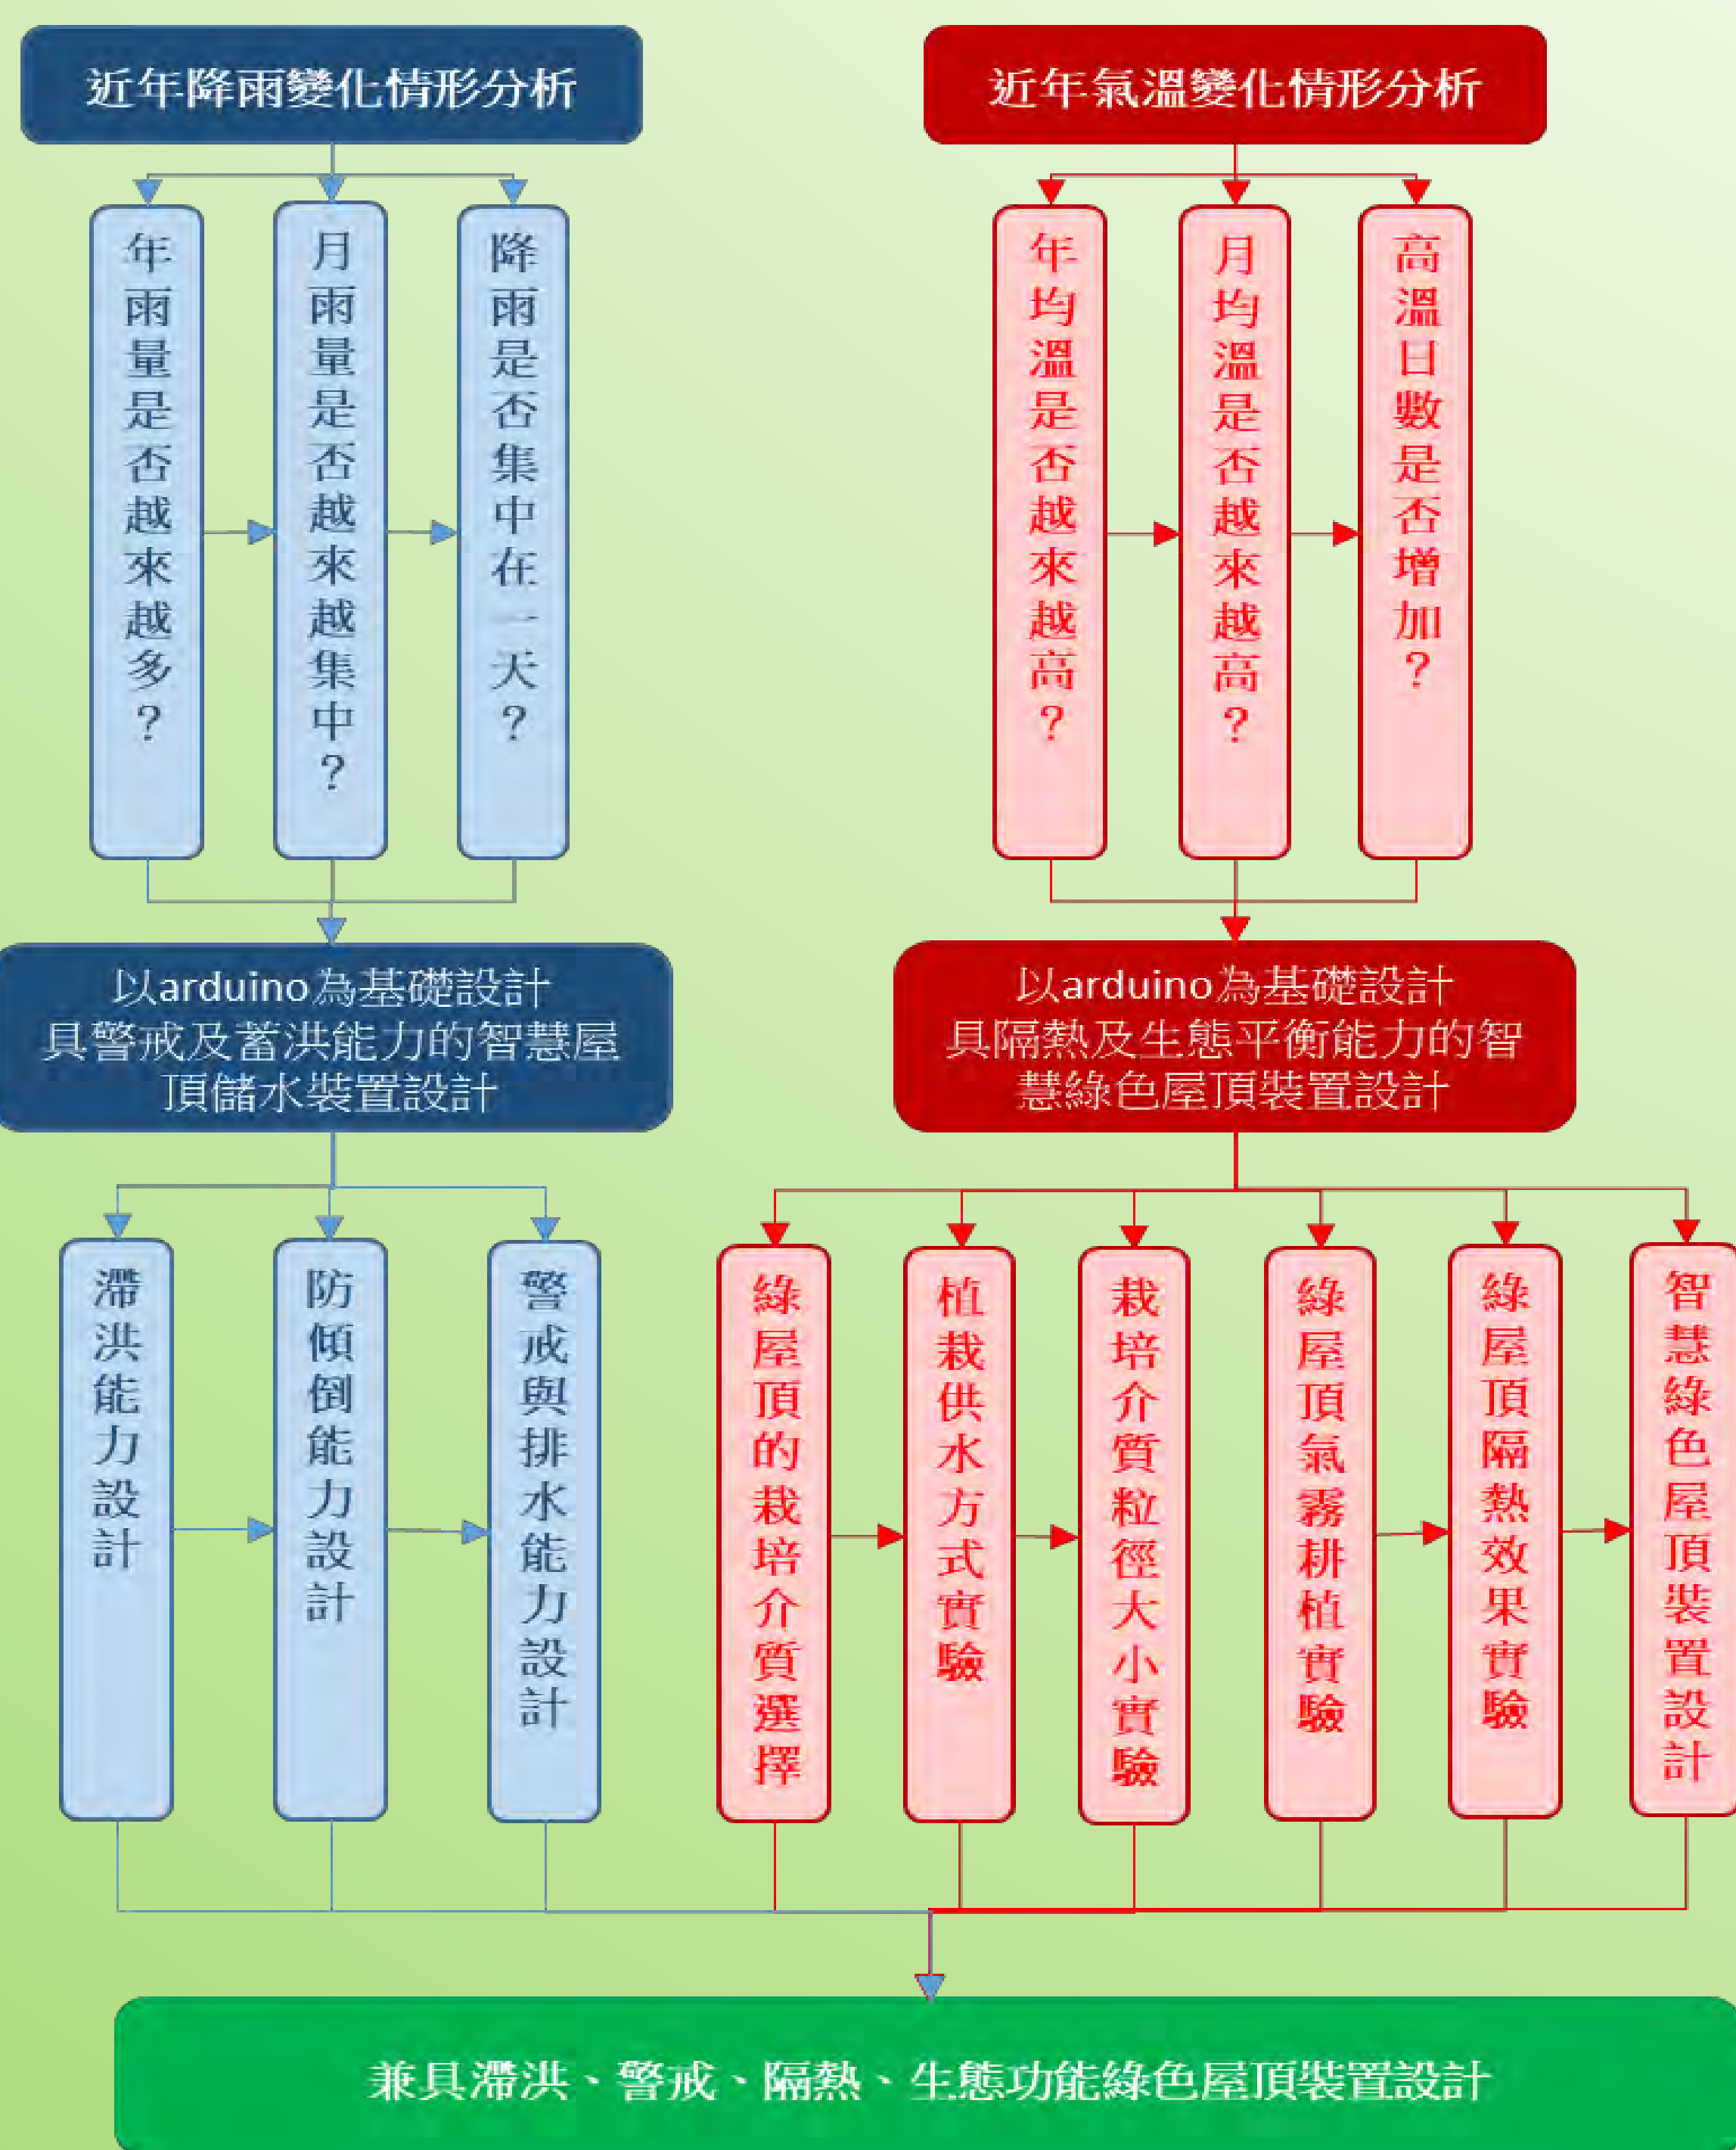 近年降雨變化情形分析
近年氣溫變化情形分析
年雨量是否越來越多？
月雨量是否越來越集中？
降雨是否集中在一天？
年均溫是否越來越高？
月均溫是否越來越高？
高溫日數是否增加？
以arduino為基礎設計
具警戒及蓄洪能力的智慧屋
頂儲水裝置設計
以arduino為基礎設計
具隔熱及生態平衡能力的智
慧綠色屋頂裝置設計
滯洪能力設計
防傾倒能力設計
警戒與排水能力設計
綠屋頂的栽培介質選擇
植栽供水方式實驗
栽培介質粒徑大小實驗
綠屋頂氣霧耕植實驗
綠屋頂隔熱效果實驗
智慧綠色屋頂裝置設計
兼具滯洪、警戒、隔熱、生態功能綠色屋頂裝置設計